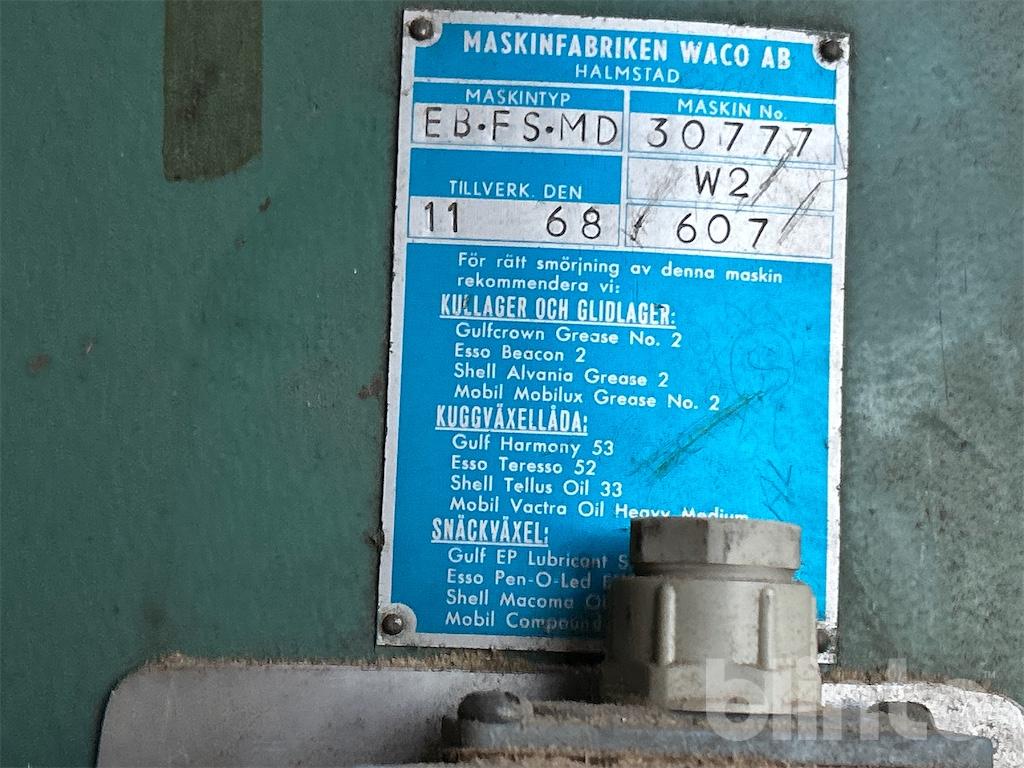 MASKINFABRIKEN WACO AB
HALMSTAD
MASKINTYP MASKIN No.
EB·FS·MD 30777
W2
TILLVERK. DEN
11 68 607
För rätt smörjning av denna maskin
rekommendera vi:
KULLAGER OCH GLIDLAGER:
Gulfcrown Grease No. 2
Esso Beacon 2
Shell Alvania Grease 2
Mobil Mobilux Grease No. 2
KUGGVÄXELLÅDA:
Gulf Harmony 53
Esso Teresso 52
Shell Tellus Oil 33
Mobil Vactra Oil Heavy Medium
SNÄCKVÄXEL:
Gulf EP Lubricant
Esso Pen-O-Led
Shell Macoma
Mobil Compound
blinto